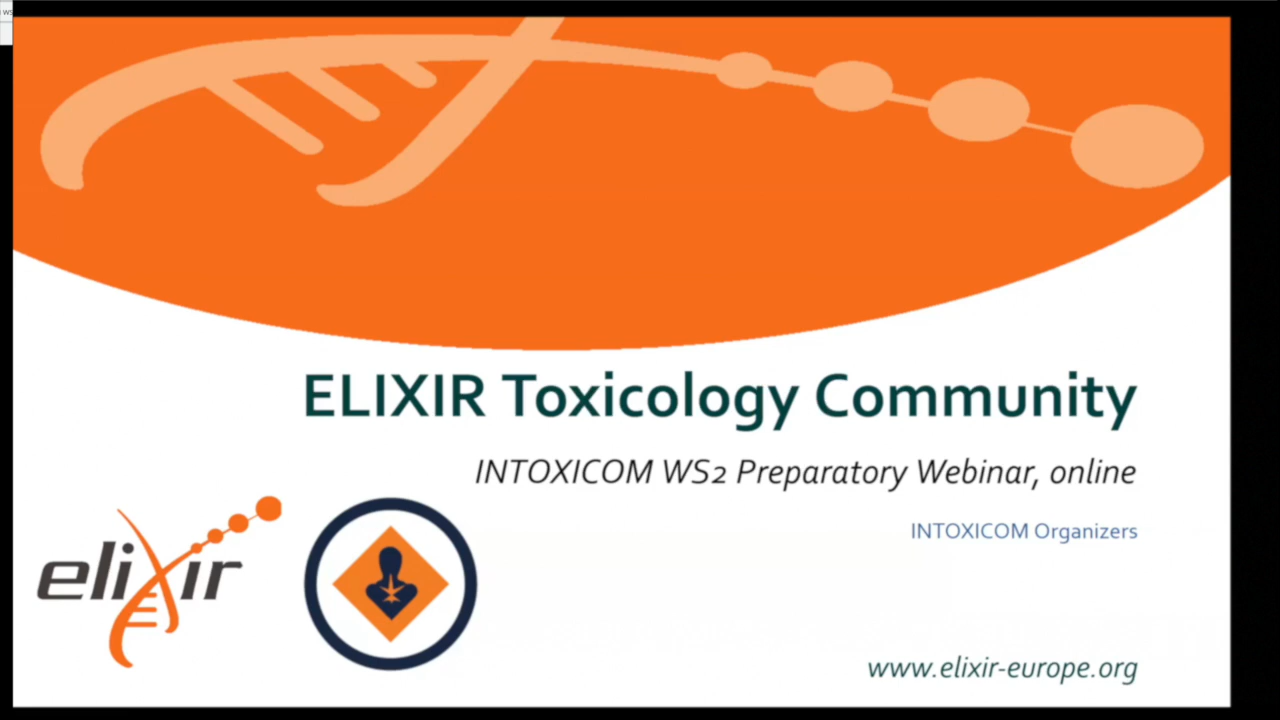 ELIXIR Toxicology Community
INTOXICOM WS2 Preparatory Webinar, online
INTOXICOM Organizers
elixir
www.elixir-europe.org